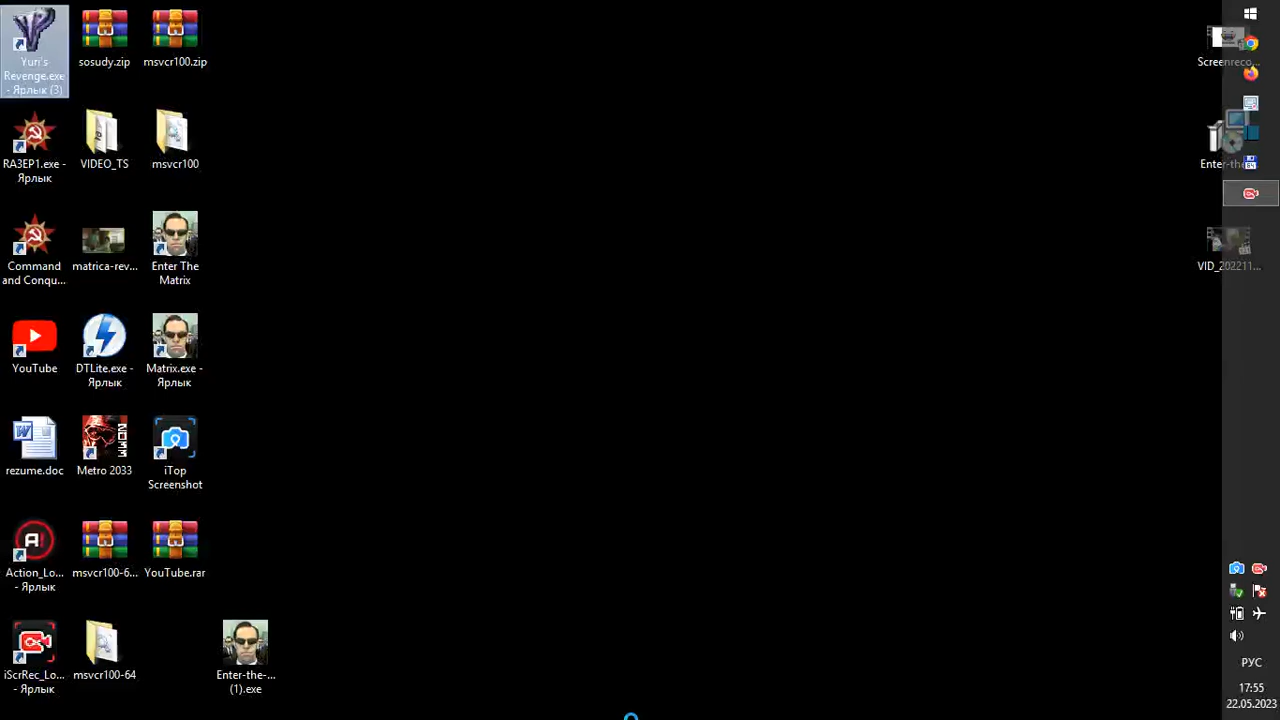 Yuri's
Revenge.exe
- Ярлык (3)
sosudy.zip
msvcr100.zip
RA3EP1.exe -
Ярлык
VIDEO_TS
msvcr100
Command
and Conqu...
matrica-rev...
Enter The
Matrix
YouTube
DTLite.exe -
Ярлык
Matrix.exe -
Ярлык
rezume.doc
Metro 2033
iTop
Screenshot
Action_Lo...
- Ярлык
msvcr100-6...
YouTube.rar
iScrRec_Lo...
- Ярлык
msvcr100-64
Enter-the-...
(1).exe
Screenreco...
Enter-the
VID_202211...
РУС
17:55
22.05.2023